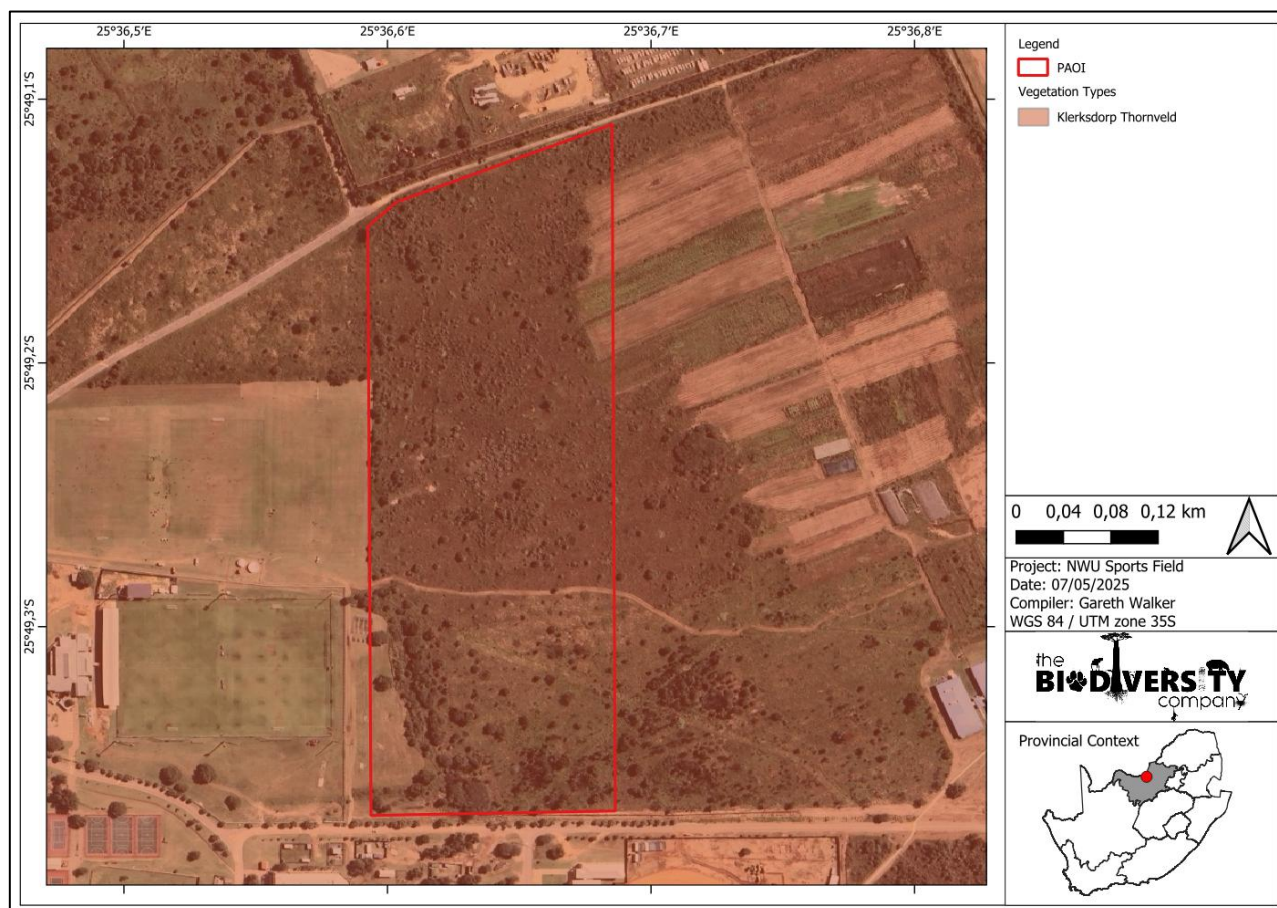 25°36,5'E 25°36,6'E 25°36,7'E 25°36,8'E
25°49,1'S
25°49,2'S
25°49,3'S
Legend
PAOI
Vegetation Types
Klerksdorp Thornveld
0 0,04 0,08 0,12 km
Project: NWU Sports Field
Date: 07/05/2025
Compiler: Gareth Walker
WGS 84 / UTM zone 35S
the
BIODIVERSITY
company
Provincial Context